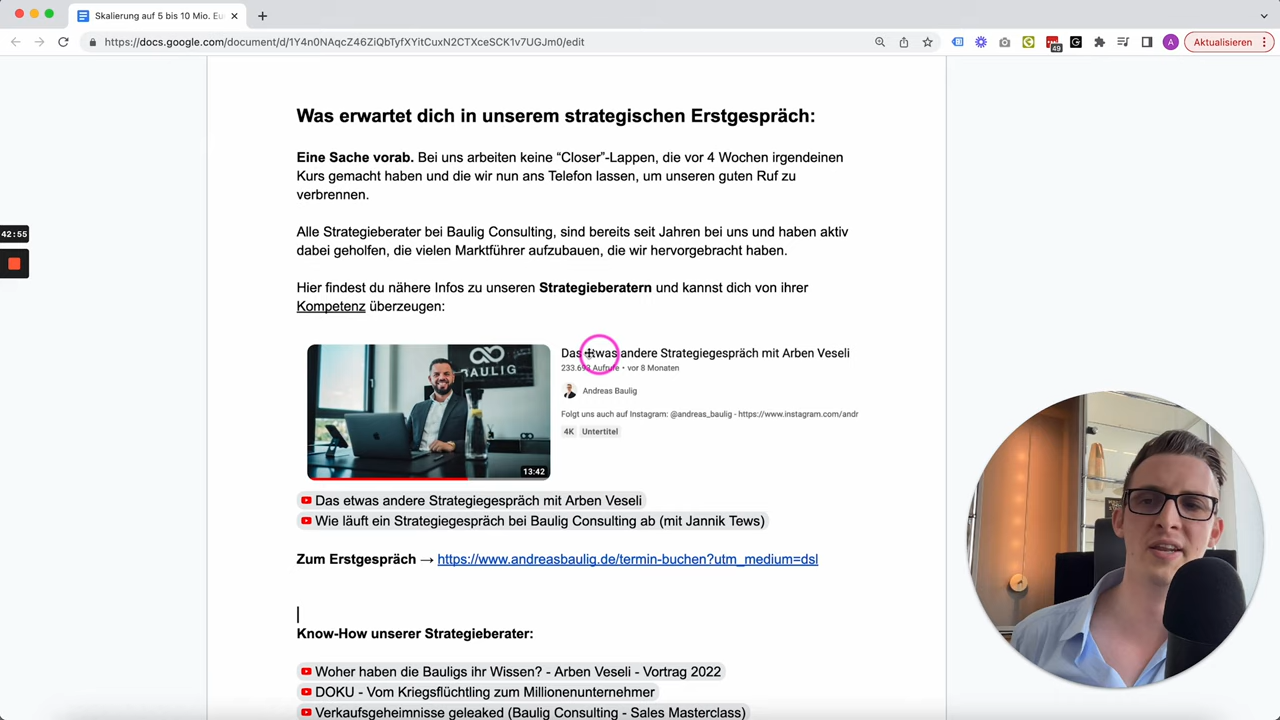 Skalierung auf 5 bis 10 Mio. Eu
https://docs.google.com/document/d/1Y4n0NAqcZ46ZiQbTyfXYitCuxN2CTXceSCK1v7UGJm0/edit
49
A
Aktualisieren
Was erwartet dich in unserem strategischen Erstgespräch:
Eine Sache vorab. Bei uns arbeiten keine “Closer”-Lappen, die vor 4 Wochen irgendeinen
Kurs gemacht haben und die wir nun ans Telefon lassen, um unseren guten Ruf zu
verbrennen.
Alle Strategieberater bei Baulig Consulting, sind bereits seit Jahren bei uns und haben aktiv
dabei geholfen, die vielen Marktführer aufzubauen, die wir hervorgebracht haben.
42:55
Hier findest du nähere Infos zu unseren Strategieberatern und kannst dich von ihrer
Kompetenz überzeugen:
BAULIG
13:42
Das etwas andere Strategiegespräch mit Arben Veseli
233.693 Aufrufe • vor 8 Monaten
Andreas Baulig
Folgt uns auch auf Instagram: @andreas_baulig - https://www.instagram.com/andr
4K Untertitel
Das etwas andere Strategiegespräch mit Arben Veseli
Wie läuft ein Strategiegespräch bei Baulig Consulting ab (mit Jannik Tews)
Zum Erstgespräch → https://www.andreasbaulig.de/termin-buchen?utm_medium=dsl
Know-How unserer Strategieberater:
Woher haben die Bauligs ihr Wissen? - Arben Veseli - Vortrag 2022
DOKU - Vom Kriegsflüchtling zum Millionenunternehmer
Verkaufsgeheimnisse geleaked (Baulig Consulting - Sales Masterclass)